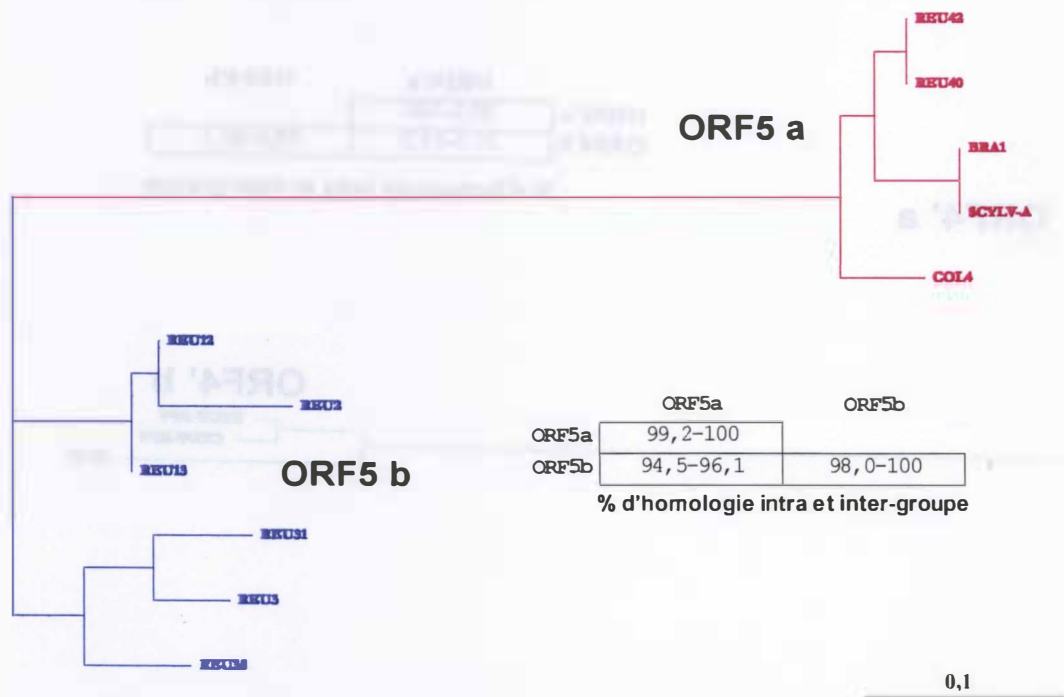 REU42
REU40
ORF5 a
BRA1
SCYLV-A
COL4
REU12
REU2
REU13
ORF5 b
ORF5a ORF5b
ORF5a 99,2-100
ORF5b 94,5-96,1 98,0-100
% d'homologie intra et inter-groupe
REU31
REU3
0,1